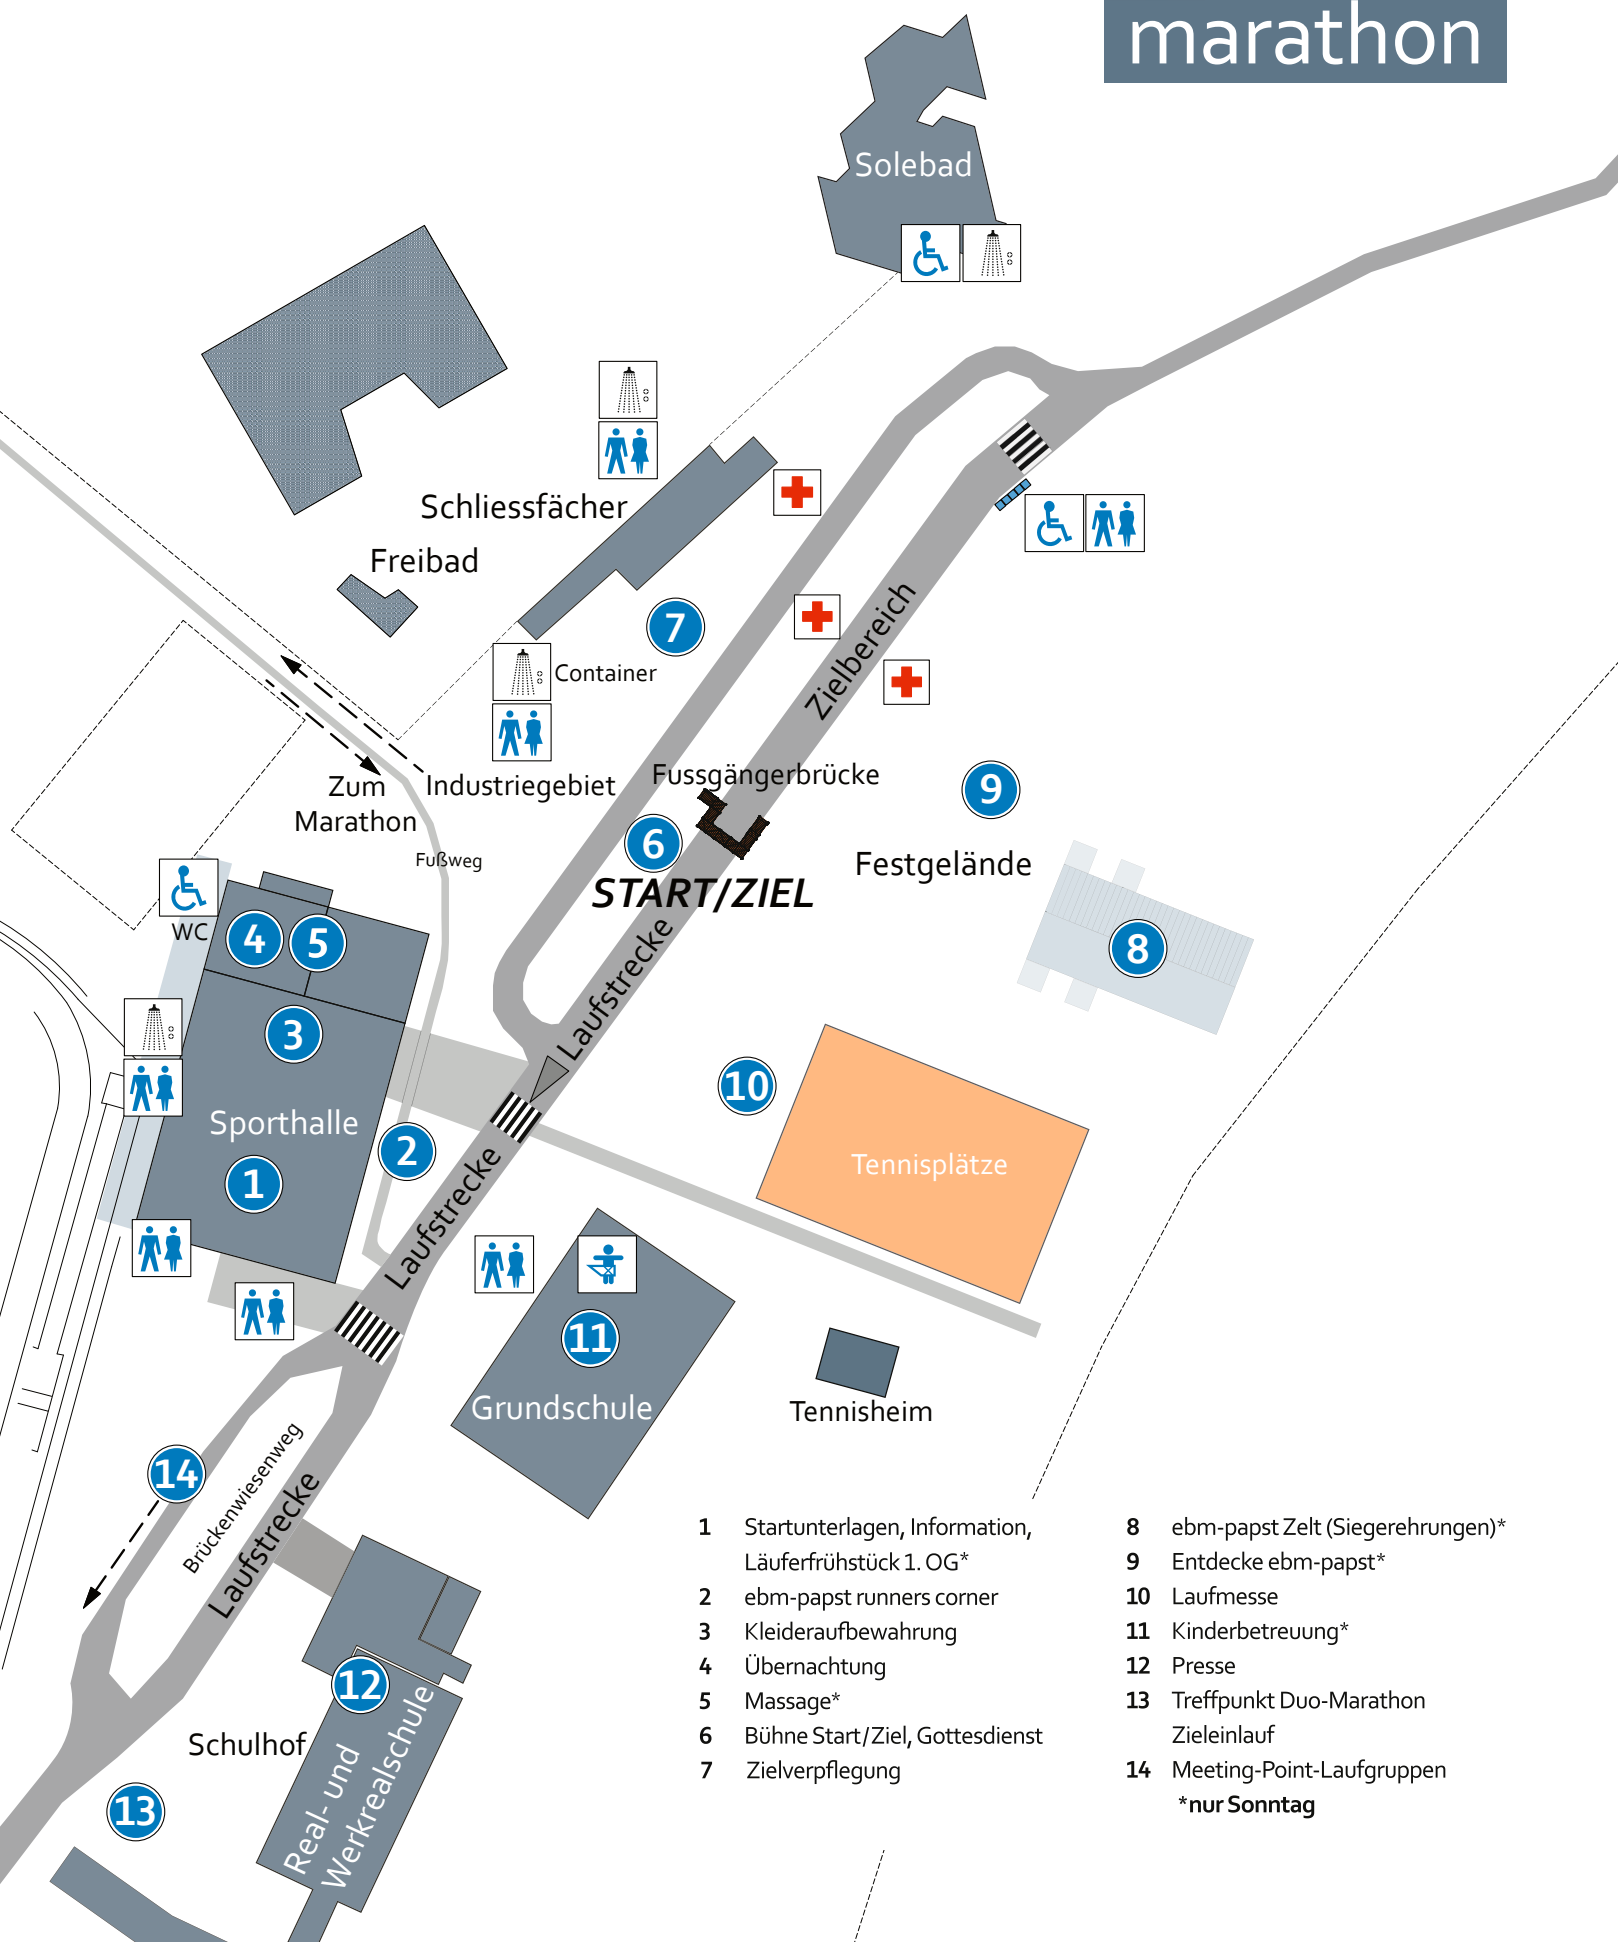 marathon
Solebad
Schliessfächer
Freibad
7
Container
Zielbereich
Zum
Marathon
Industriegebiet
Fussgängerbrücke
9
6
Fußweg
Festgelände
START/ZIEL
WC
4
5
8
Laufstrecke
3
10
Sporthalle
2
Tennisplätze
1
Laufstrecke
11
Grundschule
Tennisheim
14
Brückenwiesenweg
Laufstrecke
12
Schulhof
Real- und
Werkrealschule
13
1 Startunterlagen, Information,
Läuferfrühstück 1. OG*
2 ebm-papst runners corner
3 Kleideraufbewahrung
4 Übernachtung
5 Massage*
6 Bühne Start/Ziel, Gottesdienst
7 Zielverpflegung
8 ebm-papst Zelt (Siegerehrungen)*
9 Entdecke ebm-papst*
10 Laufmesse
11 Kinderbetreuung*
12 Presse
13 Treffpunkt Duo-Marathon
Zieleinlauf
14 Meeting-Point-Laufgruppen
*nur Sonntag